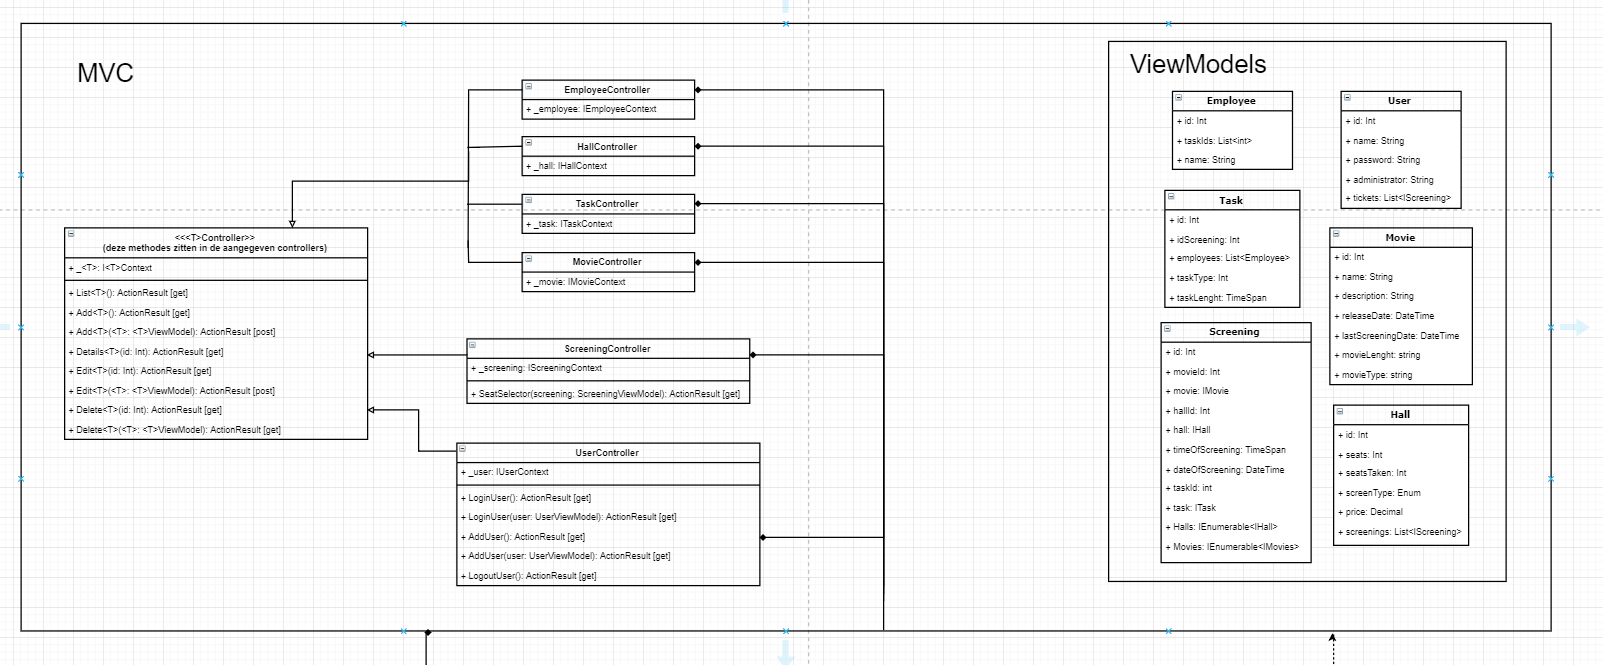 MVC
EmployeeController
+ _employee: IEmployeeContext
HallController
+ _hall: IHallContext
TaskController
+ _task: ITaskContext
MovieController
+ _movie: IMovieContext
<<<T>Controller>>
(deze methodes zitten in de aangegeven controllers)
+ _<T>: I<T>Context
+ List<T>(): ActionResult [get]
+ Add<T>(): ActionResult [get]
+ Add<T>(<T>: <T>ViewModel): ActionResult [post]
+ Details<T>(id: Int): ActionResult [get]
+ Edit<T>(id: Int): ActionResult [get]
+ Edit<T>(<T>: <T>ViewModel): ActionResult [post]
+ Delete<T>(id: Int): ActionResult [get]
+ Delete<T>(<T>: <T>ViewModel): ActionResult [get]
ScreeningController
+ _screening: IScreeningContext
+ SeatSelector(screening: ScreeningViewModel): ActionResult [get]
UserController
+ _user: IUserContext
+ LoginUser(): ActionResult [get]
+ LoginUser(user: UserViewModel): ActionResult [get]
+ AddUser(): ActionResult [get]
+ AddUser(user: UserViewModel): ActionResult [get]
+ LogoutUser(): ActionResult [get]
ViewModels
Employee
+ id: Int
+ taskIds: List<int>
+ name: String
User
+ id: Int
+ name: String
+ password: String
+ administrator: String
+ tickets: List<IScreening>
Task
+ id: Int
+ idScreening: Int
+ employees: List<Employee>
+ taskType: Int
+ taskLenght: TimeSpan
Movie
+ id: Int
+ name: String
+ description: String
+ releaseDate: DateTime
+ lastScreeningDate: DateTime
+ movieLenght: string
+ movieType: string
Screening
+ id: Int
+ movieId: Int
+ movie: IMovie
+ hallId: Int
+ hall: IHall
+ timeOfScreening: TimeSpan
+ dateOfScreening: DateTime
+ taskId: int
+ task: ITask
+ Halls: IEnumerable<IHall>
+ Movies: IEnumerable<IMovies>
Hall
+ id: Int
+ seats: Int
+ seatsTaken: Int
+ screenType: Enum
+ price: Decimal
+ screenings: List<IScreening>